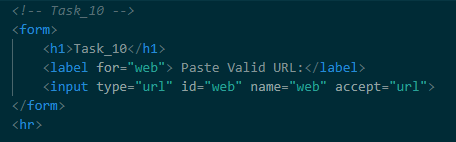 <!-- Task_10 -->
<form>
    <h1>Task_10</h1>
    <label for="web"> Paste Valid URL:</label>
    <input type="url" id="web" name="web" accept="url">
</form>
<hr>